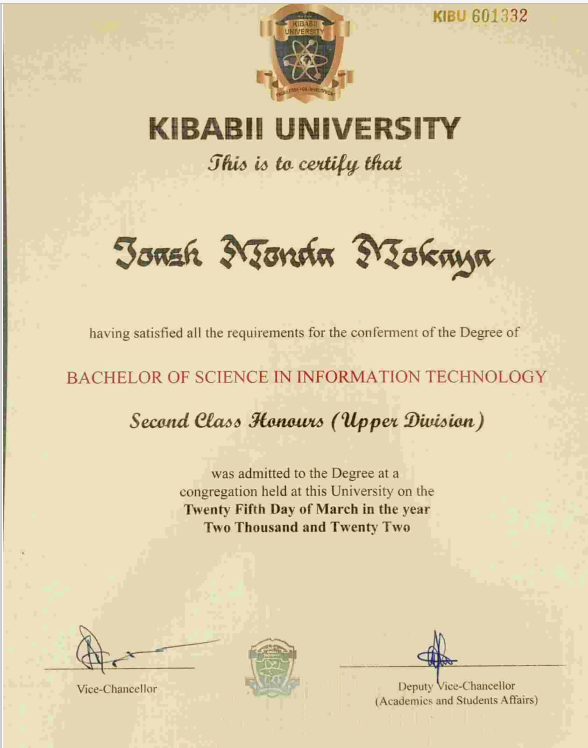 KIBU 601332
KIBABII
UNIVERSITY
KIBABII UNIVERSITY
This is to certify that
Joash Monda Mokaya
having satisfied all the requirements for the conferment of the Degree of
BACHELOR OF SCIENCE IN INFORMATION TECHNOLOGY
Second Class Honours (Upper Division)
was admitted to the Degree at a
congregation held at this University on the
Twenty Fifth Day of March in the year
Two Thousand and Twenty Two
Vice-Chancellor
Deputy Vice-Chancellor
(Academics and Students Affairs)